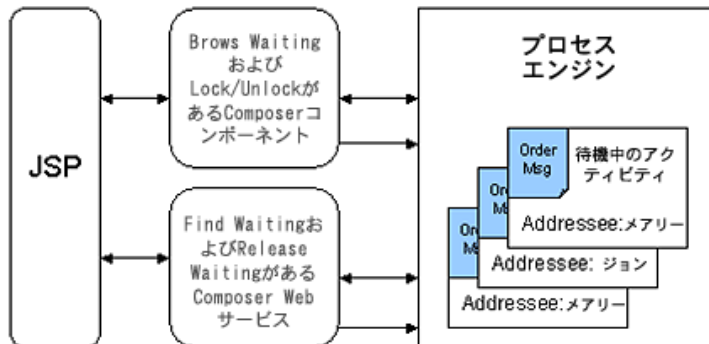 JSP
Brows Waiting
および
Lock/Unlockが
あるComposerコ
ンポーネント
Find Waitingお
よびRelease
Waitingがある
Composer Web
サービス
プロセス
エンジン
Order
Msg
待機中のアク
ティビティ
Addressee:メアリー
Addressee: ジョン
Addressee:メアリー